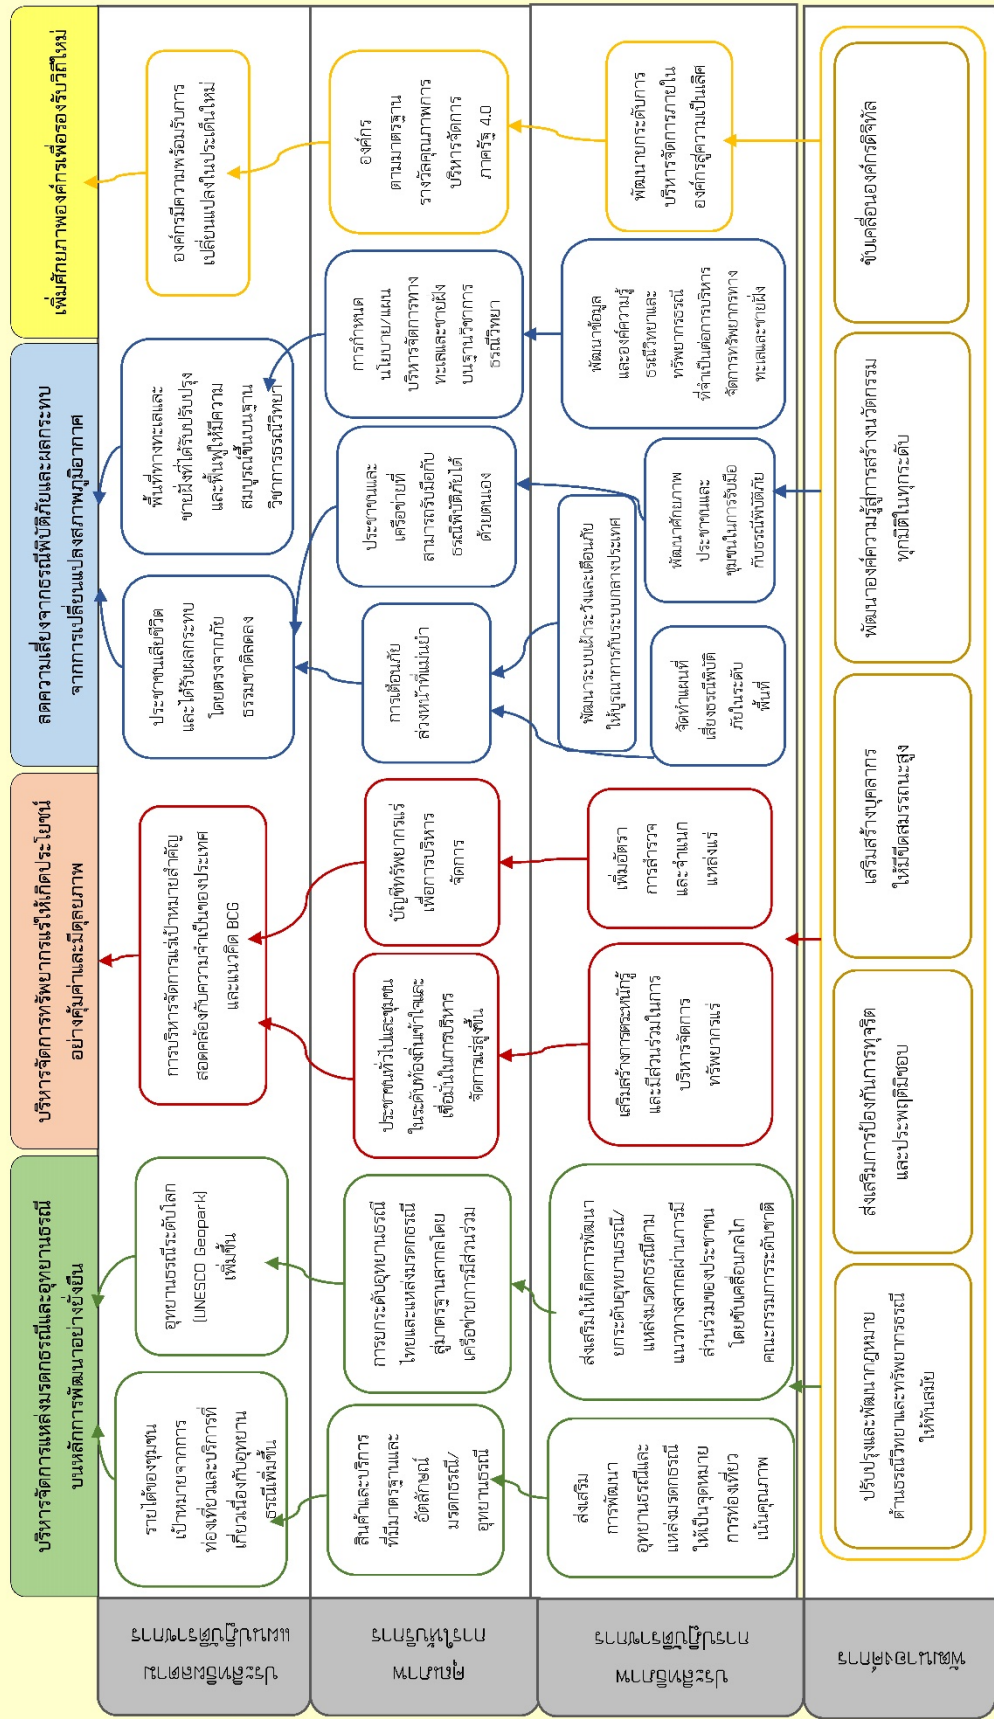 บริหารจัดการแหล่งมรดกธรณีและอุทยานธรณี
บนหลักการพัฒนาอย่างยั่งยืน
บริหารจัดการทรัพยากรแร่ให้เกิดประโยชน์
อย่างคุ้มค่าและมีดุลยภาพ
ลดความเสี่ยงจากธรณีพิบัติภัยและผลกระทบ
จากการเปลี่ยนแปลงสภาพภูมิอากาศ
เพิ่มศักยภาพองค์กรเพื่อรองรับวิถีใหม่
ประสิทธิผลตาม
แผนปฏิบัติราชการ
รายได้ของชุมชน
เป้าหมายจากการ
ท่องเที่ยวและบริการที่
เกี่ยวเนื่องกับอุทยาน
ธรณีเพิ่มขึ้น
อุทยานธรณีระดับโลก
(UNESCO Geopark)
เพิ่มขึ้น
การบริหารจัดการแร่เป้าหมายสำคัญ
สอดคล้องกับความจำเป็นของประเทศ
และแนวคิด BCG
ประชาชนเสียชีวิต
และได้รับผลกระทบ
โดยตรงจากภัย
ธรรมชาติลดลง
พื้นที่ทางทะเลและ
ชายฝั่งที่ได้รับปรับปรุง
และฟื้นฟูให้มีความ
สมบูรณ์ขึ้นบนฐาน
วิชาการธรณีวิทยา
องค์กรมีความพร้อมรับการ
เปลี่ยนแปลงในประเด็นใหม่
คุณภาพ
การให้บริการ
สินค้าและบริการ
ที่มีมาตรฐานและ
อัตลักษณ์
มรดกธรณี/
อุทยานธรณี
การยกระดับอุทยานธรณี
ไทยและแหล่งมรดกธรณี
สู่มาตรฐานสากลโดย
เครือข่ายการมีส่วนร่วม
ประชาชนทั่วไปและชุมชน
ในระดับท้องถิ่นเข้าใจและ
เชื่อมั่นในการบริหาร
จัดการแร่สูงขึ้น
บัญชีทรัพยากรแร่
เพื่อการบริหาร
จัดการ
การเตือนภัย
ล่วงหน้าที่แม่นยำ
ประชาชนและ
เครือข่ายที่
สามารถรับมือกับ
ธรณีพิบัติภัยได้
ด้วยตนเอง
การกำหนด
นโยบาย/แผน
บริหารจัดการทาง
ทะเลและชายฝั่ง
บนฐานวิชาการ
ธรณีวิทยา
องค์กร
ตามมาตรฐาน
รางวัลคุณภาพการ
บริหารจัดการ
ภาครัฐ 4.0
ประสิทธิภาพ
การปฏิบัติราชการ
ส่งเสริม
การพัฒนา
อุทยานธรณีและ
แหล่งมรดกธรณี
ให้เป็นจุดหมาย
การท่องเที่ยว
เน้นคุณภาพ
ส่งเสริมให้เกิดการพัฒนา
ยกระดับอุทยานธรณี/
แหล่งมรดกธรณีตาม
แนวทางสากลผ่านการมี
ส่วนร่วมของประชาชน
โดยขับเคลื่อนกลไก
คณะกรรมการระดับชาติ
เสริมสร้างการตระหนักรู้
และมีส่วนร่วมในการ
บริหารจัดการ
ทรัพยากรแร่
เพิ่มอัตรา
การสำรวจ
และจำแนก
แหล่งแร่
พัฒนาระบบเฝ้าระวังและเตือนภัย
ให้บูรณาการกับระบบกลางประเทศ
จัดทำแผนที่
เสี่ยงธรณีพิบัติ
ภัยในระดับ
พื้นที่
พัฒนาศักยภาพ
ประชาชนและ
ชุมชนในการรับมือ
กับธรณีพิบัติภัย
พัฒนาข้อมูล
และองค์ความรู้
ธรณีวิทยาและ
ทรัพยากรธรณี
ที่จำเป็นต่อการบริหาร
จัดการทรัพยากรทาง
ทะเลและชายฝั่ง
พัฒนายกระดับการ
บริหารจัดการภายใน
องค์กรสู่ความเป็นเลิศ
พัฒนาองค์การ
ปรับปรุงและพัฒนากฎหมาย
ด้านธรณีวิทยาและทรัพยากรธรณี
ให้ทันสมัย
ส่งเสริมการป้องกันการทุจริต
และประพฤติมิชอบ
เสริมสร้างบุคลากร
ให้มีขีดสมรรถนะสูง
พัฒนาองค์ความรู้สู่การสร้างนวัตกรรม
ทุกมิติในทุกระดับ
ขับเคลื่อนองค์กรดิจิทัล